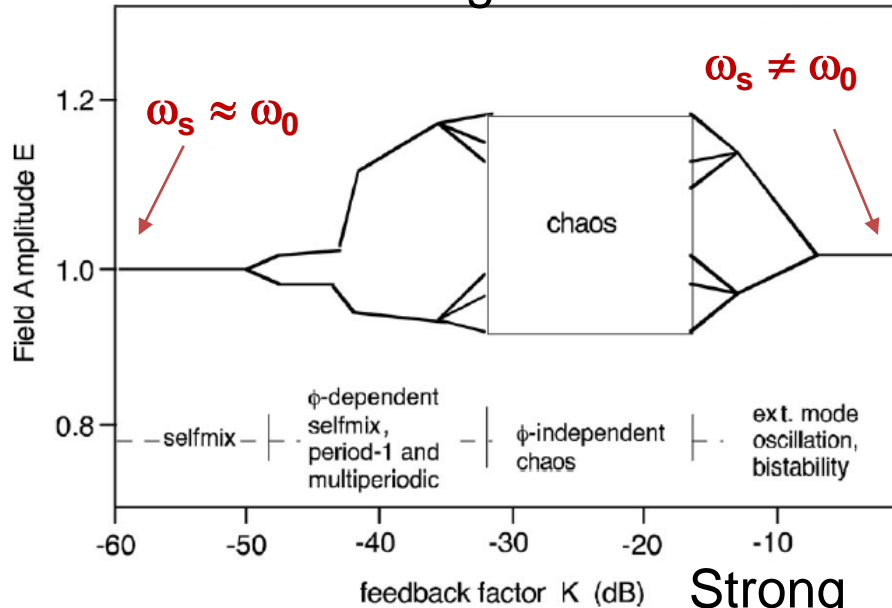 ωs ≈ ω0
ωs ≠ ω0
Field Amplitude E
1.2
1.0
0.8
chaos
selfmix
ϕ-dependent
selfmix,
period-1 and
multiperiodic
ϕ-independent
chaos
ext. mode
oscillation,
bistability
-60 -50 -40 -30 -20 -10
feedback factor K (dB)
Strong